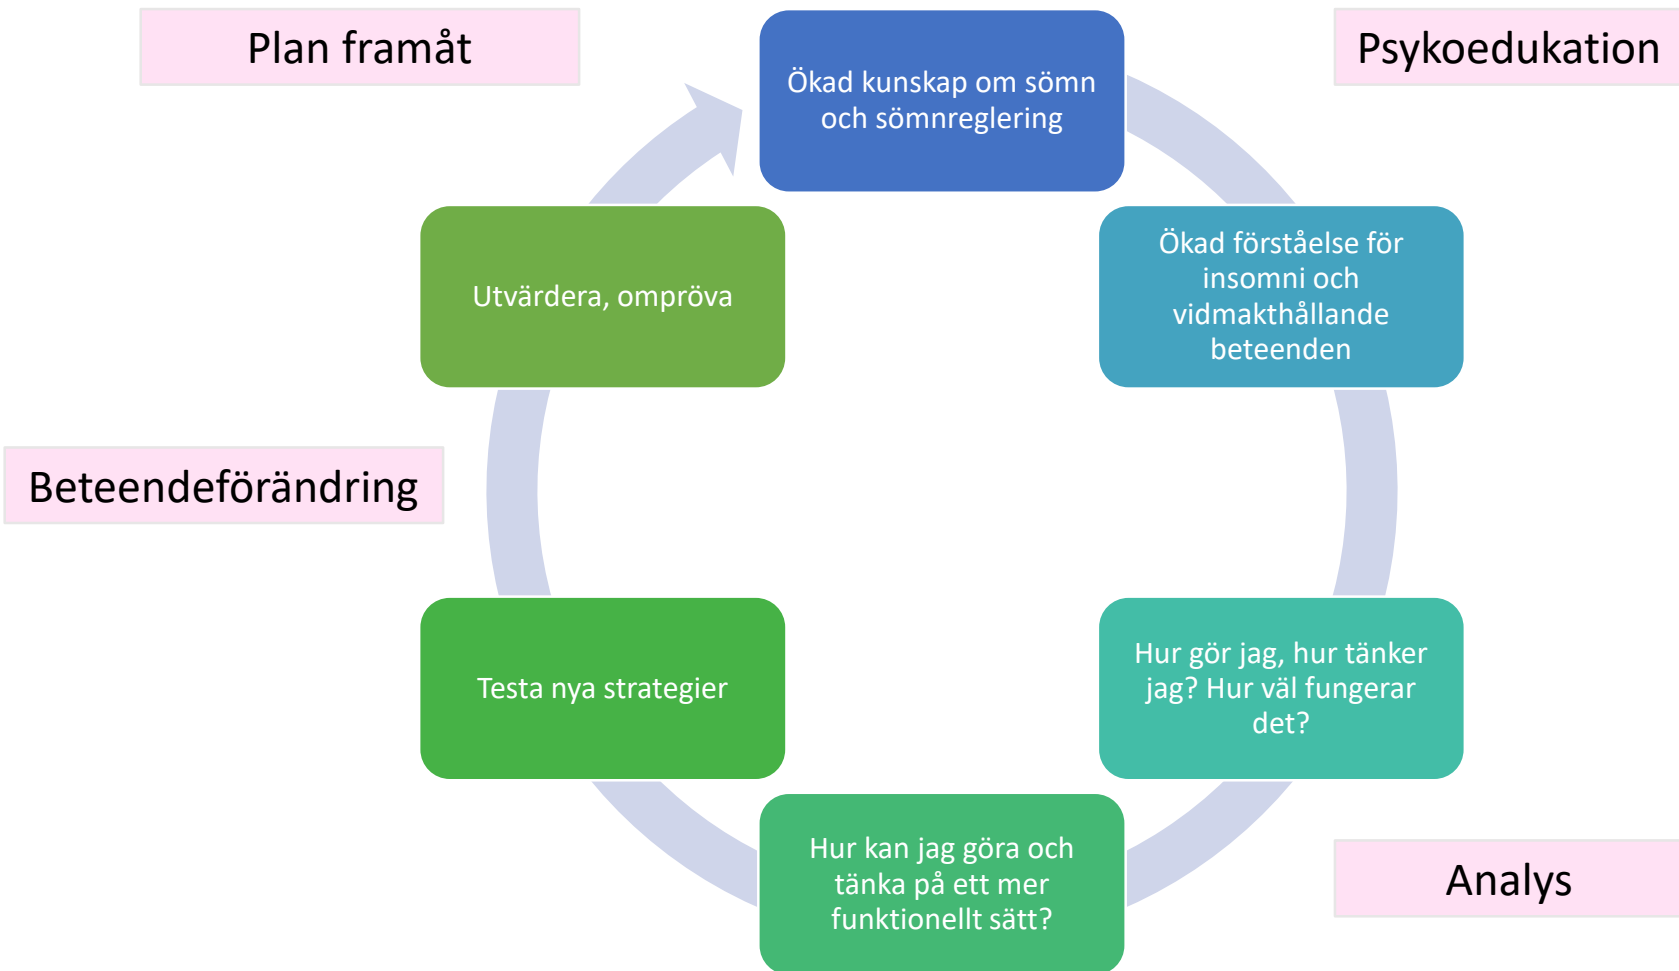 Plan framåt
Psykoedukation
Ökad kunskap om sömn
och sömnreglering
Ökad förståelse för
insomni och
vidmakthållande
beteenden
Utvärdera, ompröva
Beteendeförändring
Hur gör jag, hur tänker
jag? Hur väl fungerar
det?
Testa nya strategier
Hur kan jag göra och
tänka på ett mer
funktionellt sätt?
Analys